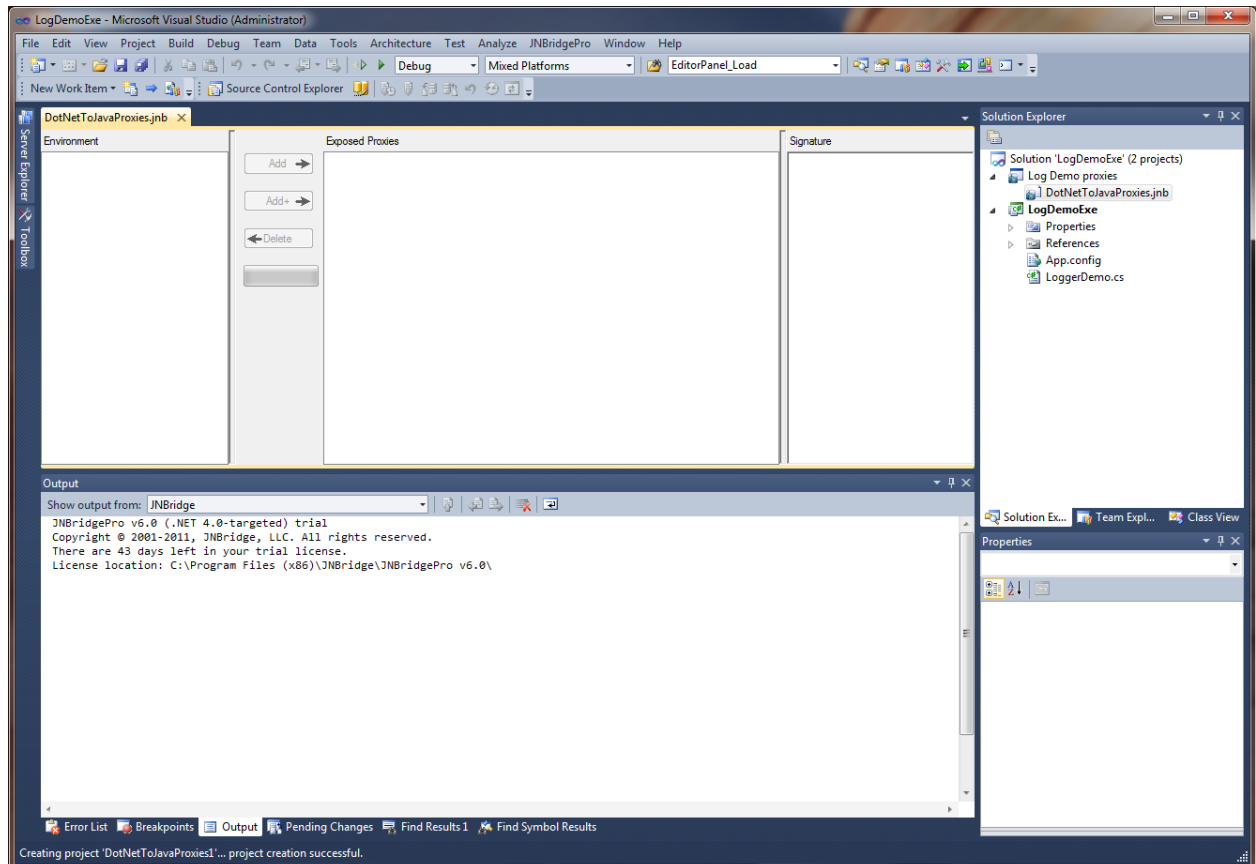 LogDemoExe - Microsoft Visual Studio (Administrator)
File Edit View Project Build Debug Team Data Tools Architecture Test Analyze JNBridgePro Window Help
Debug Mixed Platforms EditorPanel_Load
New Work Item Source Control Explorer
Server Explorer
Toolbox
DotNetToJavaProxies.jnb
Environment
Add
Add+
Delete
Exposed Proxies
Signature
Output
Show output from: JNBridge
JNBridgePro v6.0 (.NET 4.0-targeted) trial
Copyright © 2001-2011, JNBridge, LLC. All rights reserved.
There are 43 days left in your trial license.
License location: C:\Program Files (x86)\JNBridge\JNBridgePro v6.0\
Error List Breakpoints Output Pending Changes Find Results 1 Find Symbol Results
Solution Explorer
Solution 'LogDemoExe' (2 projects)
Log Demo proxies
DotNetToJavaProxies.jnb
LogDemoExe
Properties
References
App.config
LoggerDemo.cs
Solution Ex... Team Expl... Class View
Properties
Creating project 'DotNetToJavaProxies1'... project creation successful.